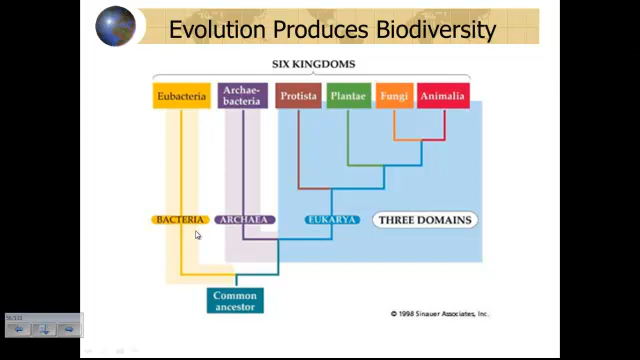 Evolution Produces Biodiversity
SIX KINGDOMS
Eubacteria
Archae-
bacteria
Protista
Plantae
Fungi
Animalia
BACTERIA
ARCHAEA
EUKARYA
THREE DOMAINS
Common
ancestor
© 1998 Sinauer Associates, Inc.